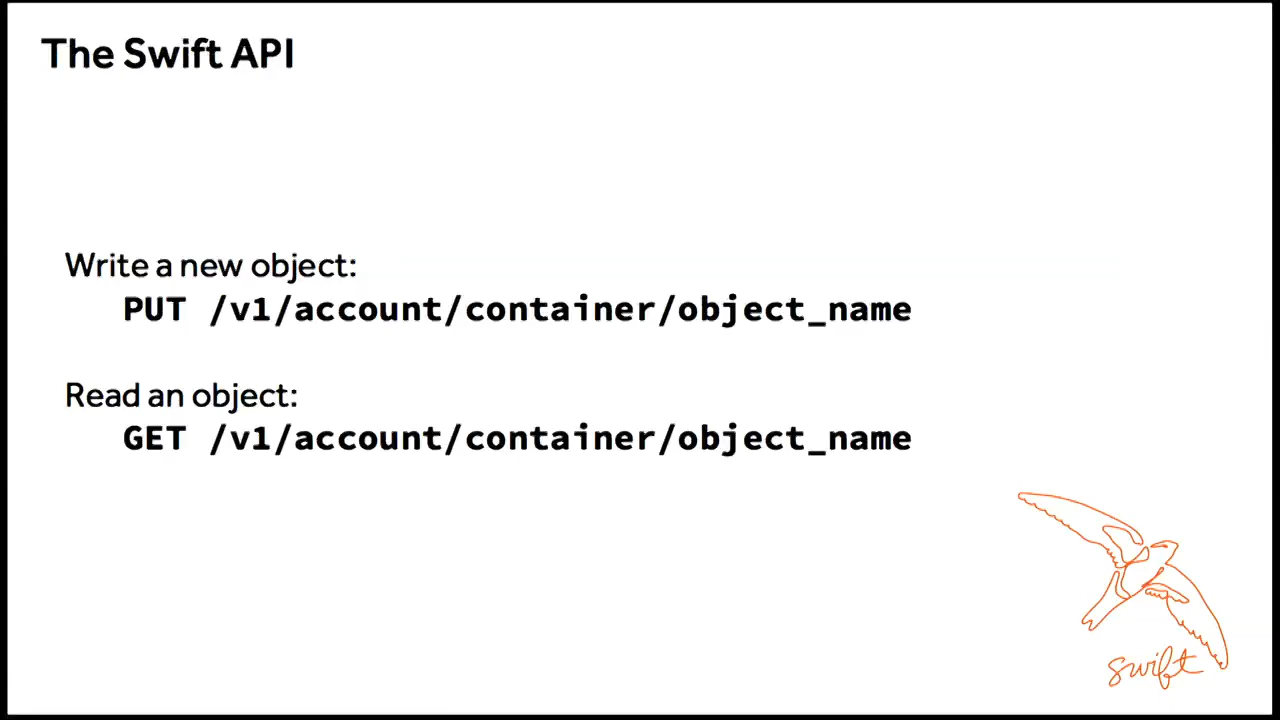 The Swift API
Write a new object:
PUT /v1/account/container/object_name
Read an object:
GET /v1/account/container/object_name
swift